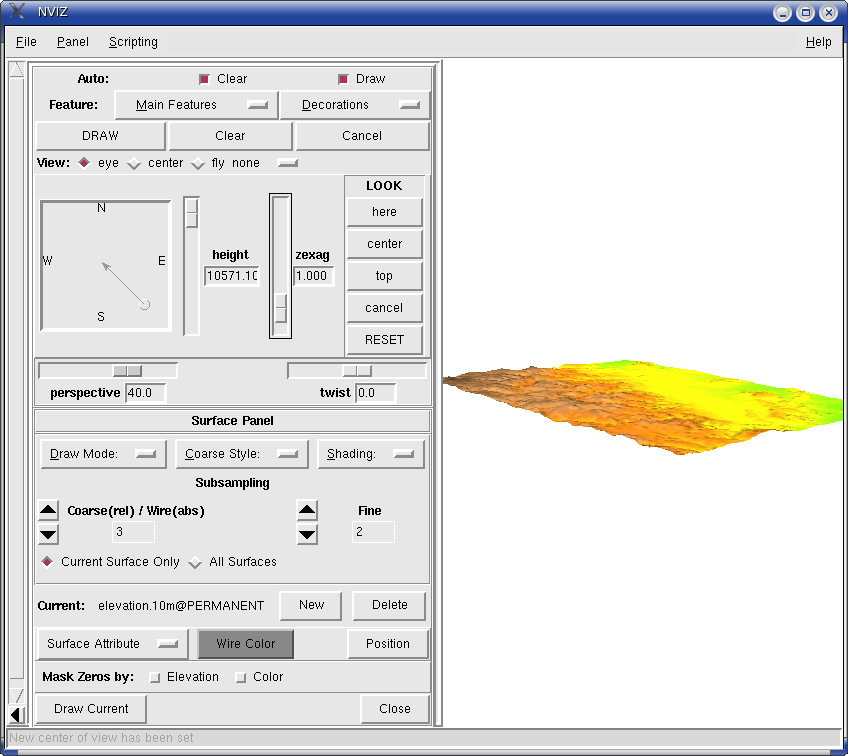 NVIZ
File Panel Scripting Help
Auto: Clear Draw
Feature: Main Features Decorations
DRAW Clear Cancel
View: eye center fly none
LOOK
N
W E
S
height
10571.10
zexag
1.000
here
center
top
cancel
RESET
perspective 40.0 twist 0.0
Surface Panel
Draw Mode: Coarse Style: Shading:
Subsampling
Coarse(rel) / Wire(abs) Fine
3 2
Current Surface Only All Surfaces
Current: elevation.10m@PERMANENT New Delete
Surface Attribute Wire Color Position
Mask Zeros by: Elevation Color
Draw Current Close
New center of view has been set